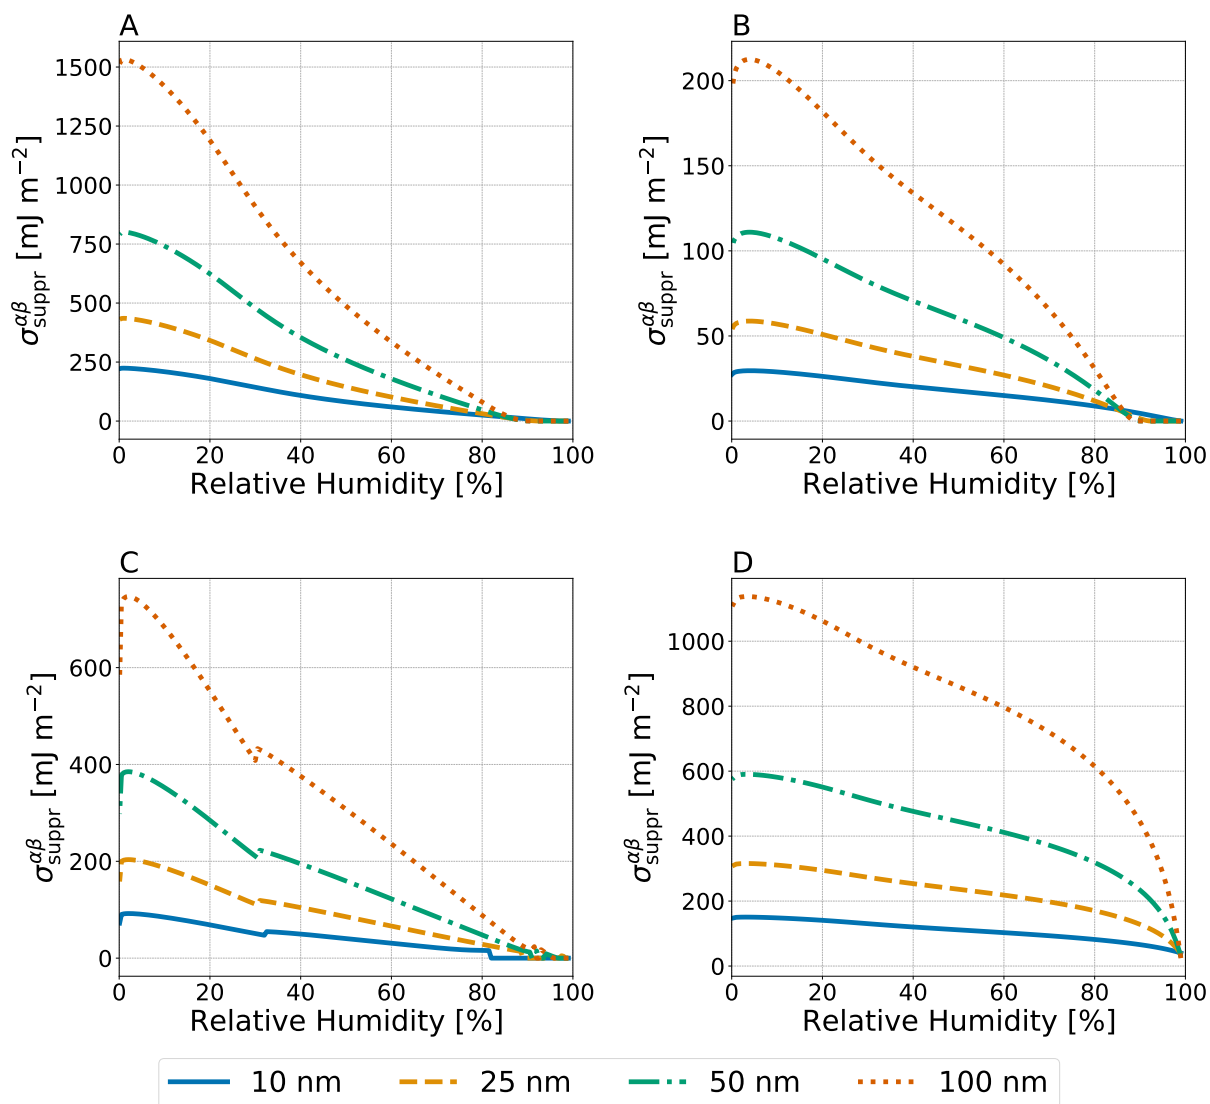 A
σ^{αβ}_{suppr} [mJ m⁻²]
1500
1250
1000
750
500
250
0
0 20 40 60 80 100
Relative Humidity [%]
B
σ^{αβ}_{suppr} [mJ m⁻²]
200
150
100
50
0
0 20 40 60 80 100
Relative Humidity [%]
C
σ^{αβ}_{suppr} [mJ m⁻²]
600
400
200
0
0 20 40 60 80 100
Relative Humidity [%]
D
σ^{αβ}_{suppr} [mJ m⁻²]
1000
800
600
400
200
0
0 20 40 60 80 100
Relative Humidity [%]
10 nm 25 nm 50 nm 100 nm